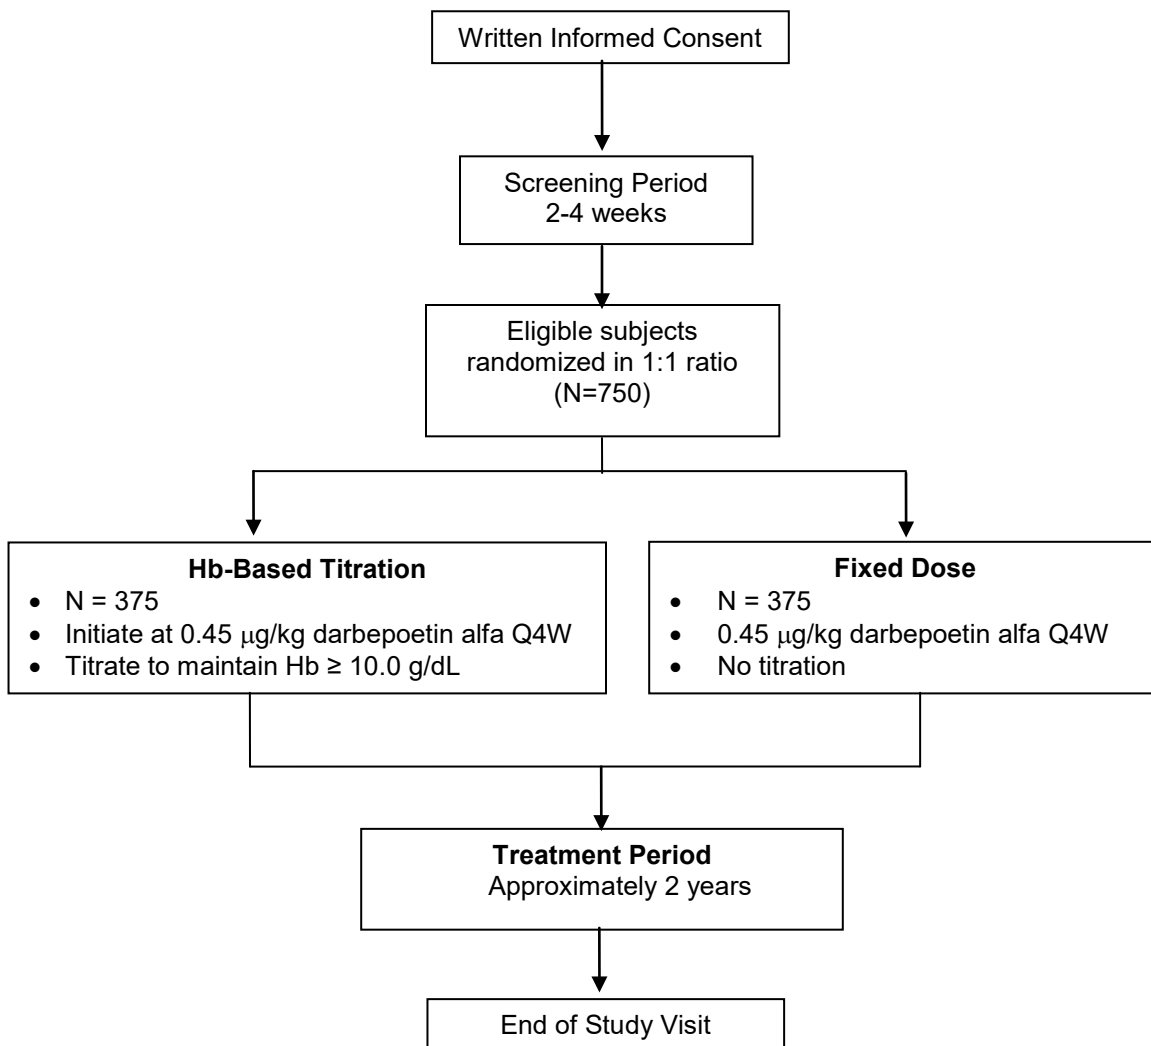 Written Informed Consent
Screening Period
2-4 weeks
Eligible subjects
randomized in 1:1 ratio
(N=750)
Hb-Based Titration
• N = 375
• Initiate at 0.45 μg/kg darbepoetin alfa Q4W
• Titrate to maintain Hb ≥ 10.0 g/dL
Fixed Dose
• N = 375
• 0.45 μg/kg darbepoetin alfa Q4W
• No titration
Treatment Period
Approximately 2 years
End of Study Visit